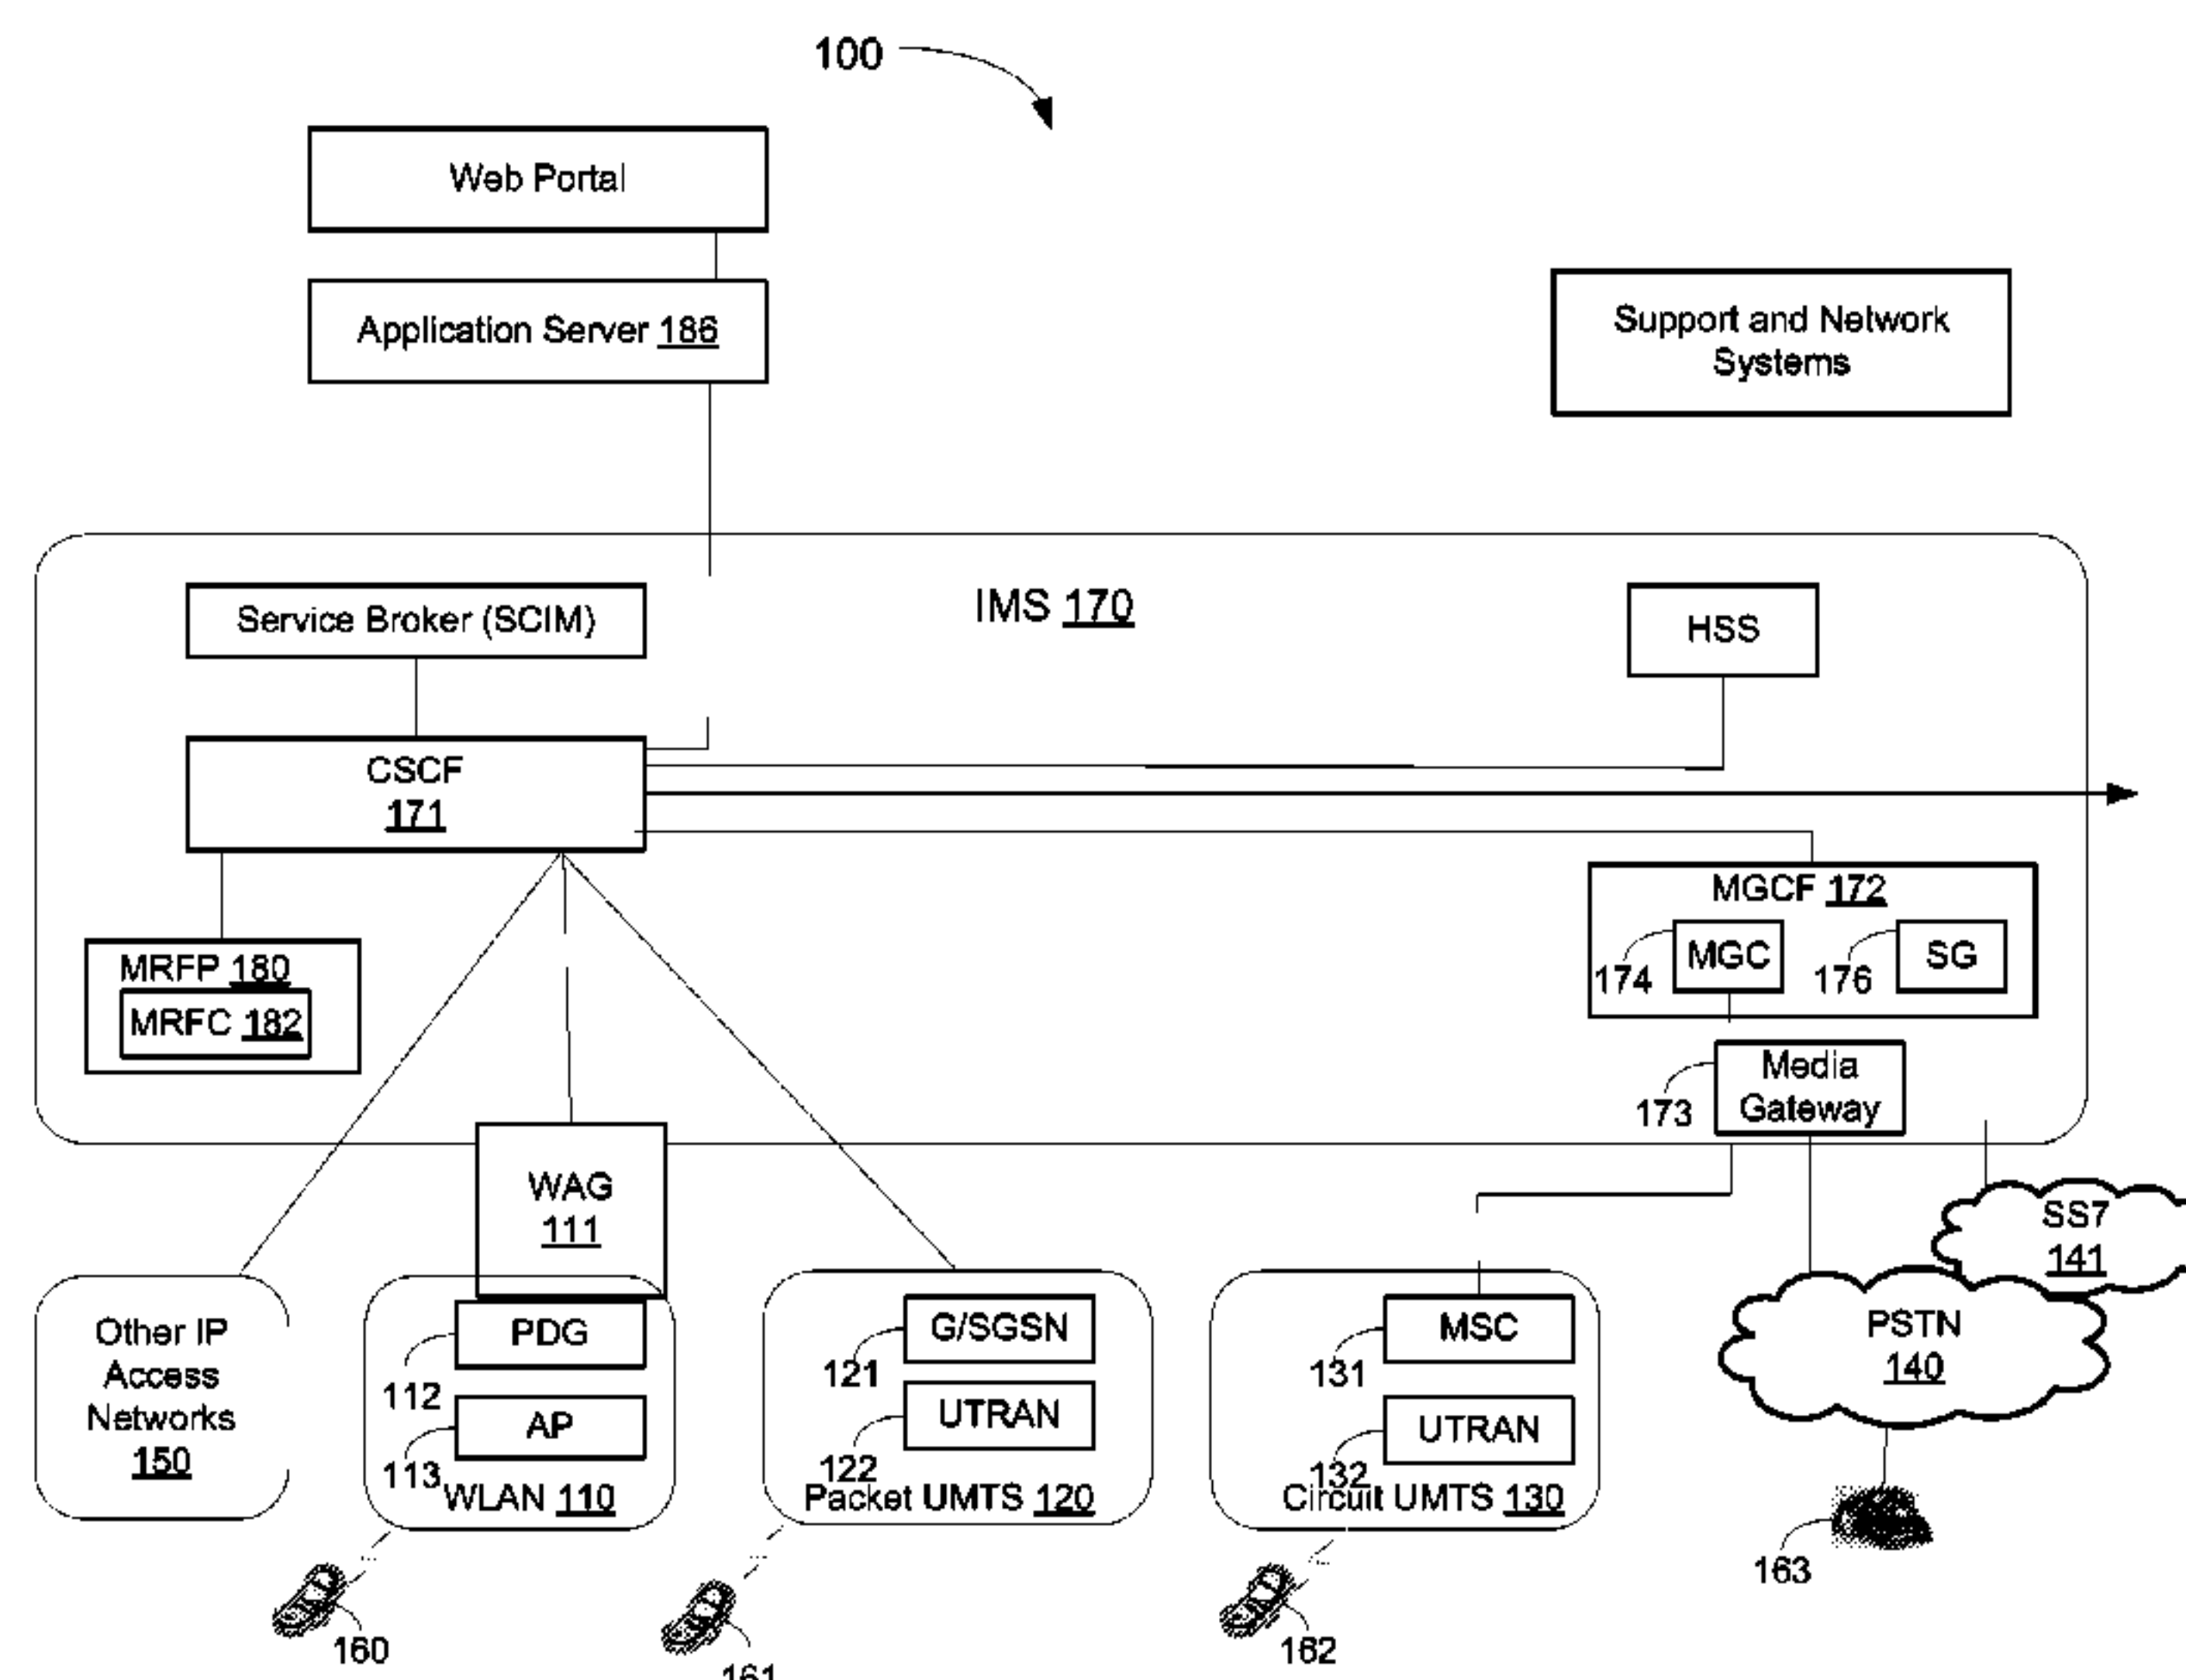 100
Web Portal
Application Server 186
Support and Network
Systems
Service Broker (SCIM)
IMS 170
HSS
CSCF
171
MGCF 172
174
MGC
176
SG
MRFP 180
MRFC 182
173
Media
Gateway
WAG
111
SS7
141
Other IP
Access
Networks
150
PDG
112
AP
113
WLAN 110
G/SGSN
121
UTRAN
122
Packet UMTS 120
MSC
131
UTRAN
132
Circuit UMTS 130
PSTN
140
163
160
161
162